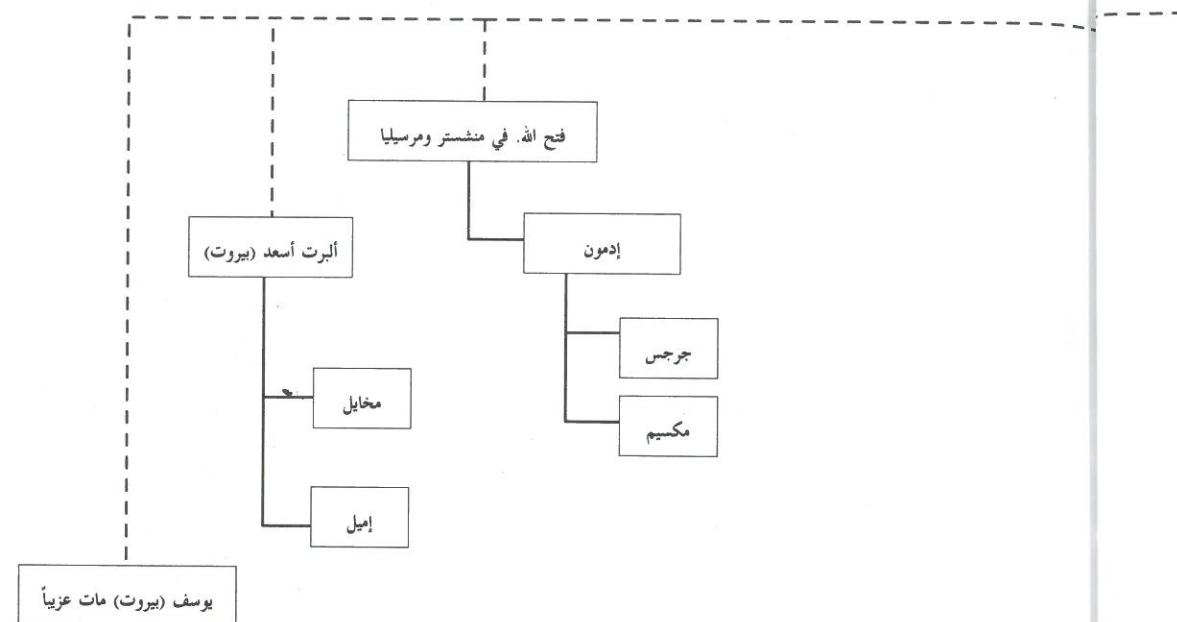 فتح الله. في منشستر ومرسيليا
إدمون
ألبرت أسعد (بيروت)
جرجس
مخايل
مكسيم
إميل
يوسف (بيروت) مات عزيباً